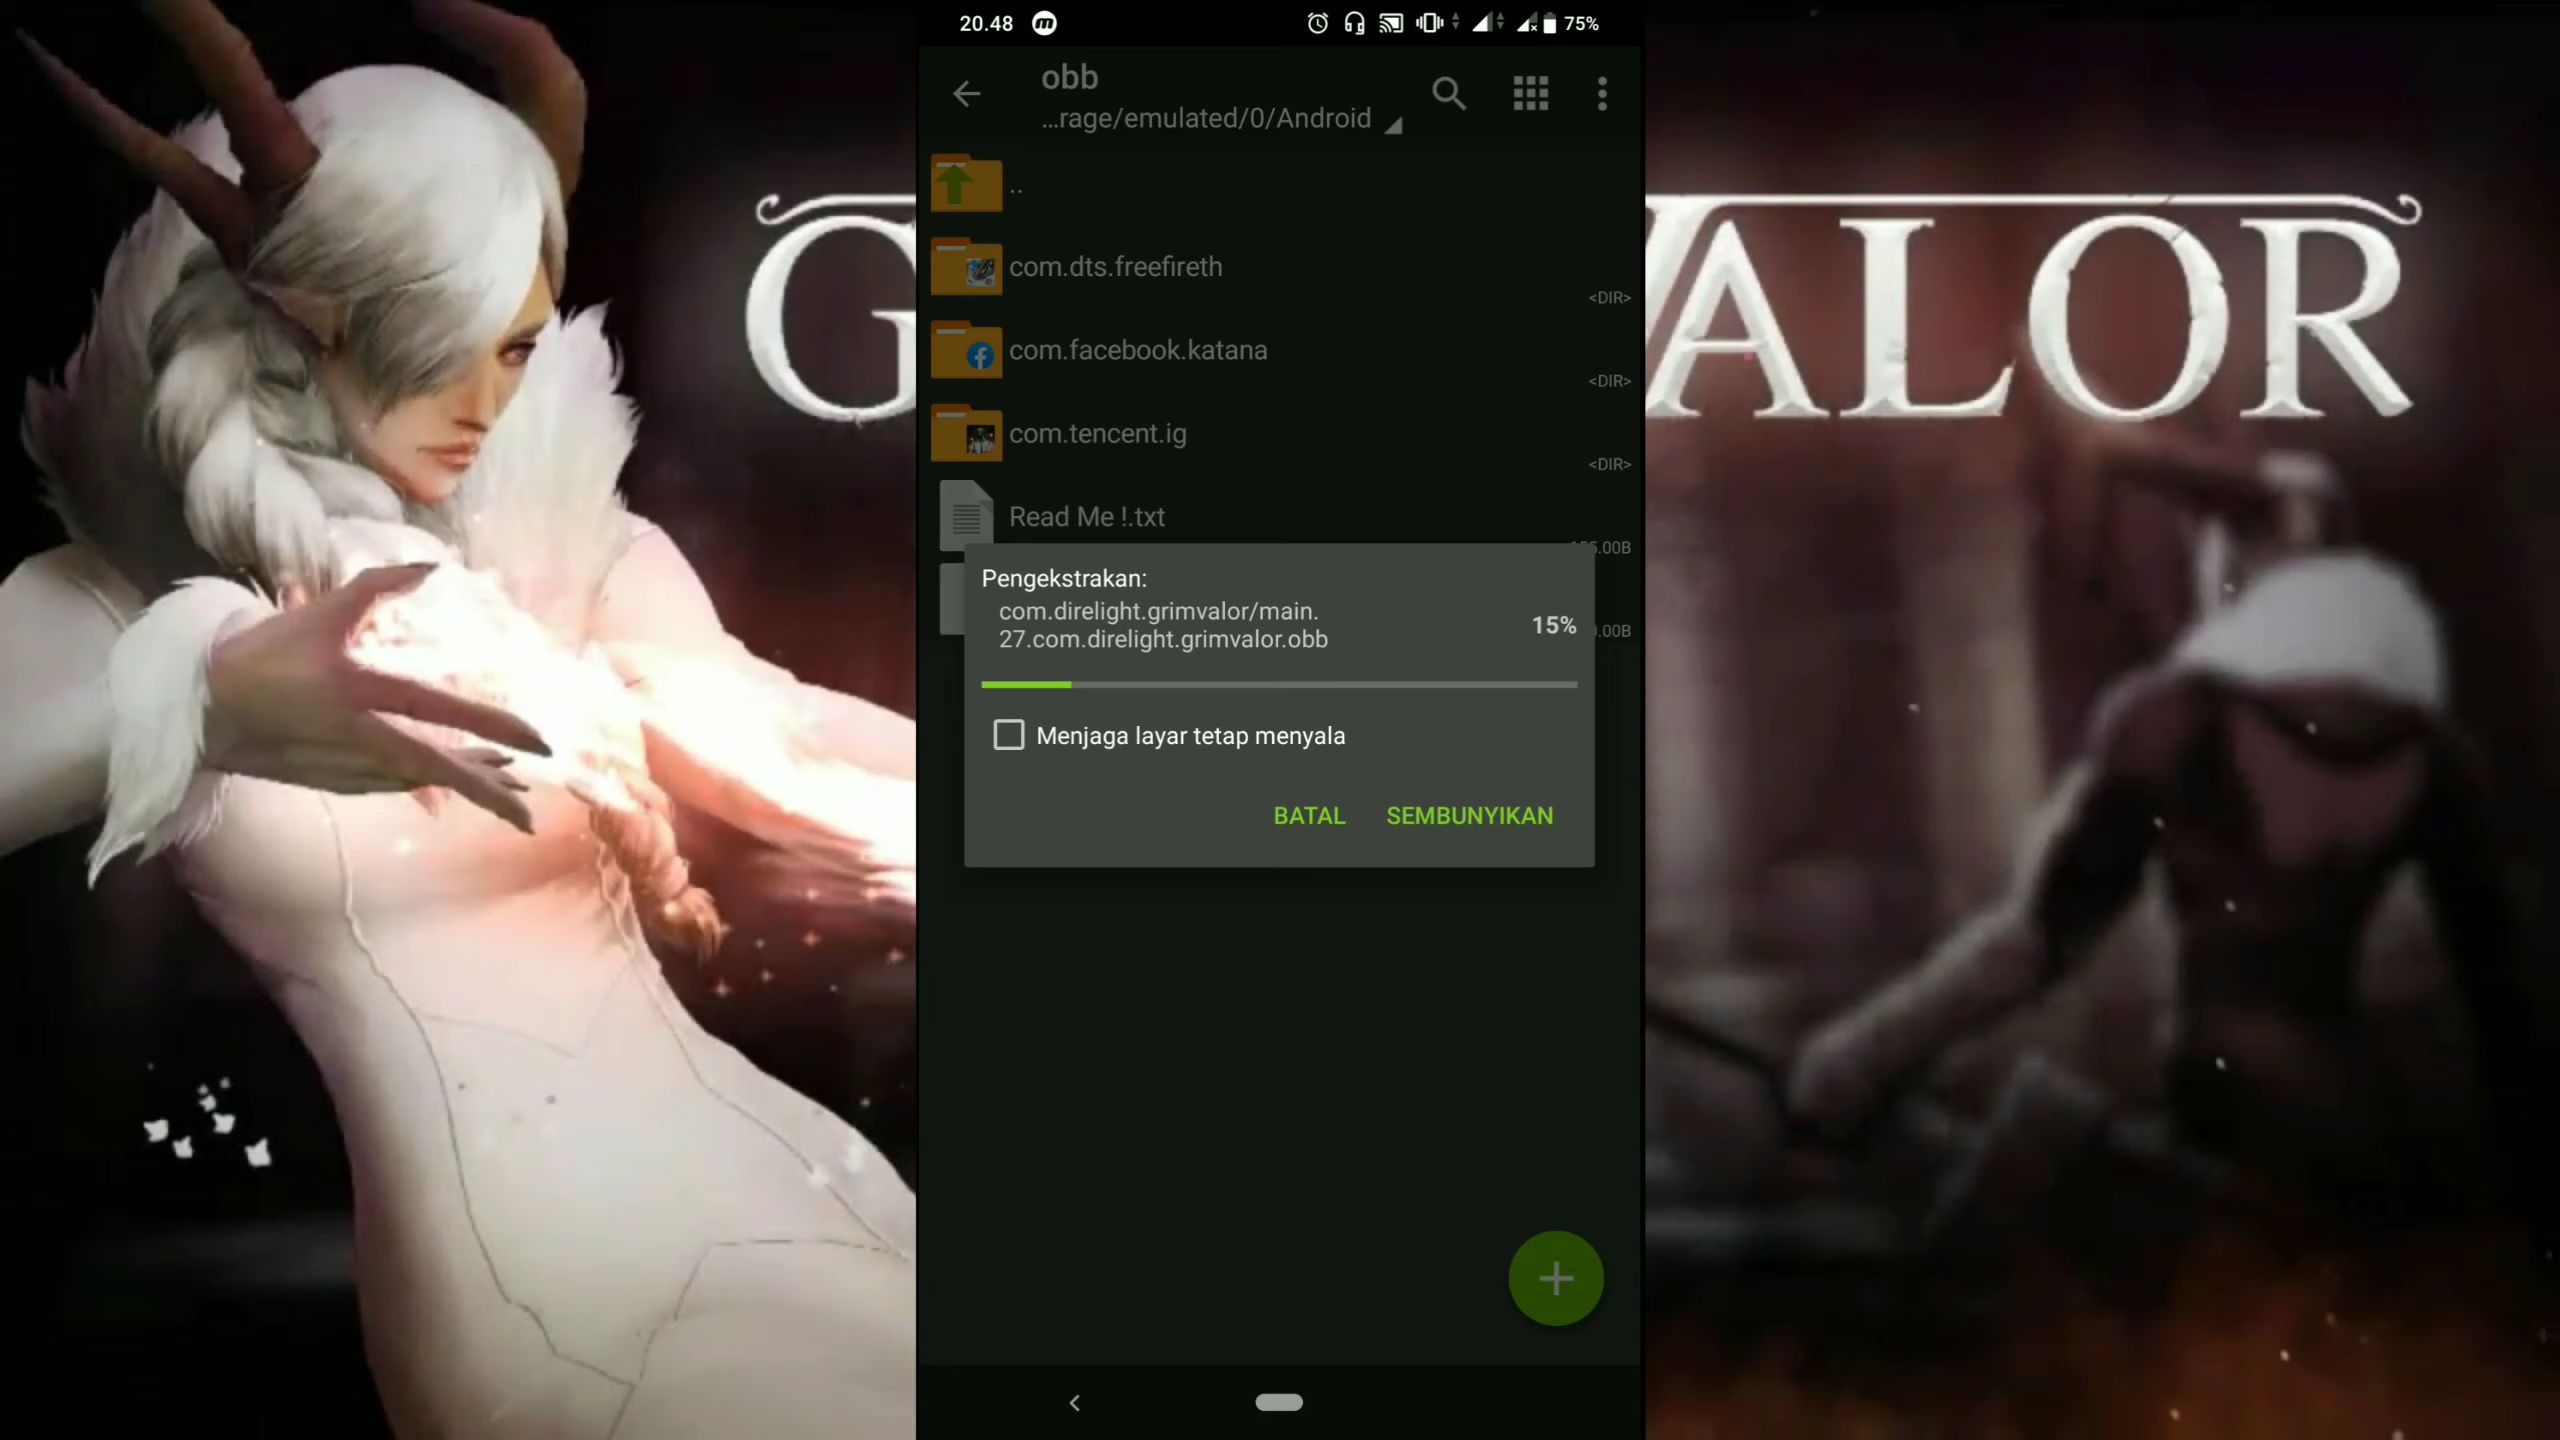 20.48
75%
obb
...rage/emulated/0/Android
..
com.dts.freefireth
<DIR>
com.facebook.katana
<DIR>
com.tencent.ig
<DIR>
Read Me !.txt
Pengekstrakan:
com.direlight.grimvalor/main.
27.com.direlight.grimvalor.obb
15%
Menjaga layar tetap menyala
BATAL
SEMBUNYIKAN
G
VALOR